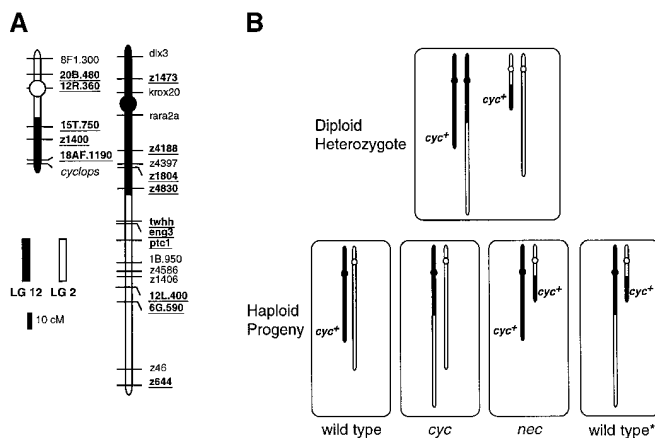 A
8F1.300
20B.480
12R.360
15T.750
z1400
18AF.1190
cyclops
LG 12
LG 2
10 cM
dlx3
z1473
krox20
rara2a
z4188
z4397
z1804
z4830
twhh
eng3
ptc1
1B.950
z4586
z1406
12L.400
6G.590
z46
z644
B
Diploid
Heterozygote
cyc+
cyc+
Haploid
Progeny
cyc+
cyc+
cyc+
cyc+
wild type
cyc
nec
wild type*